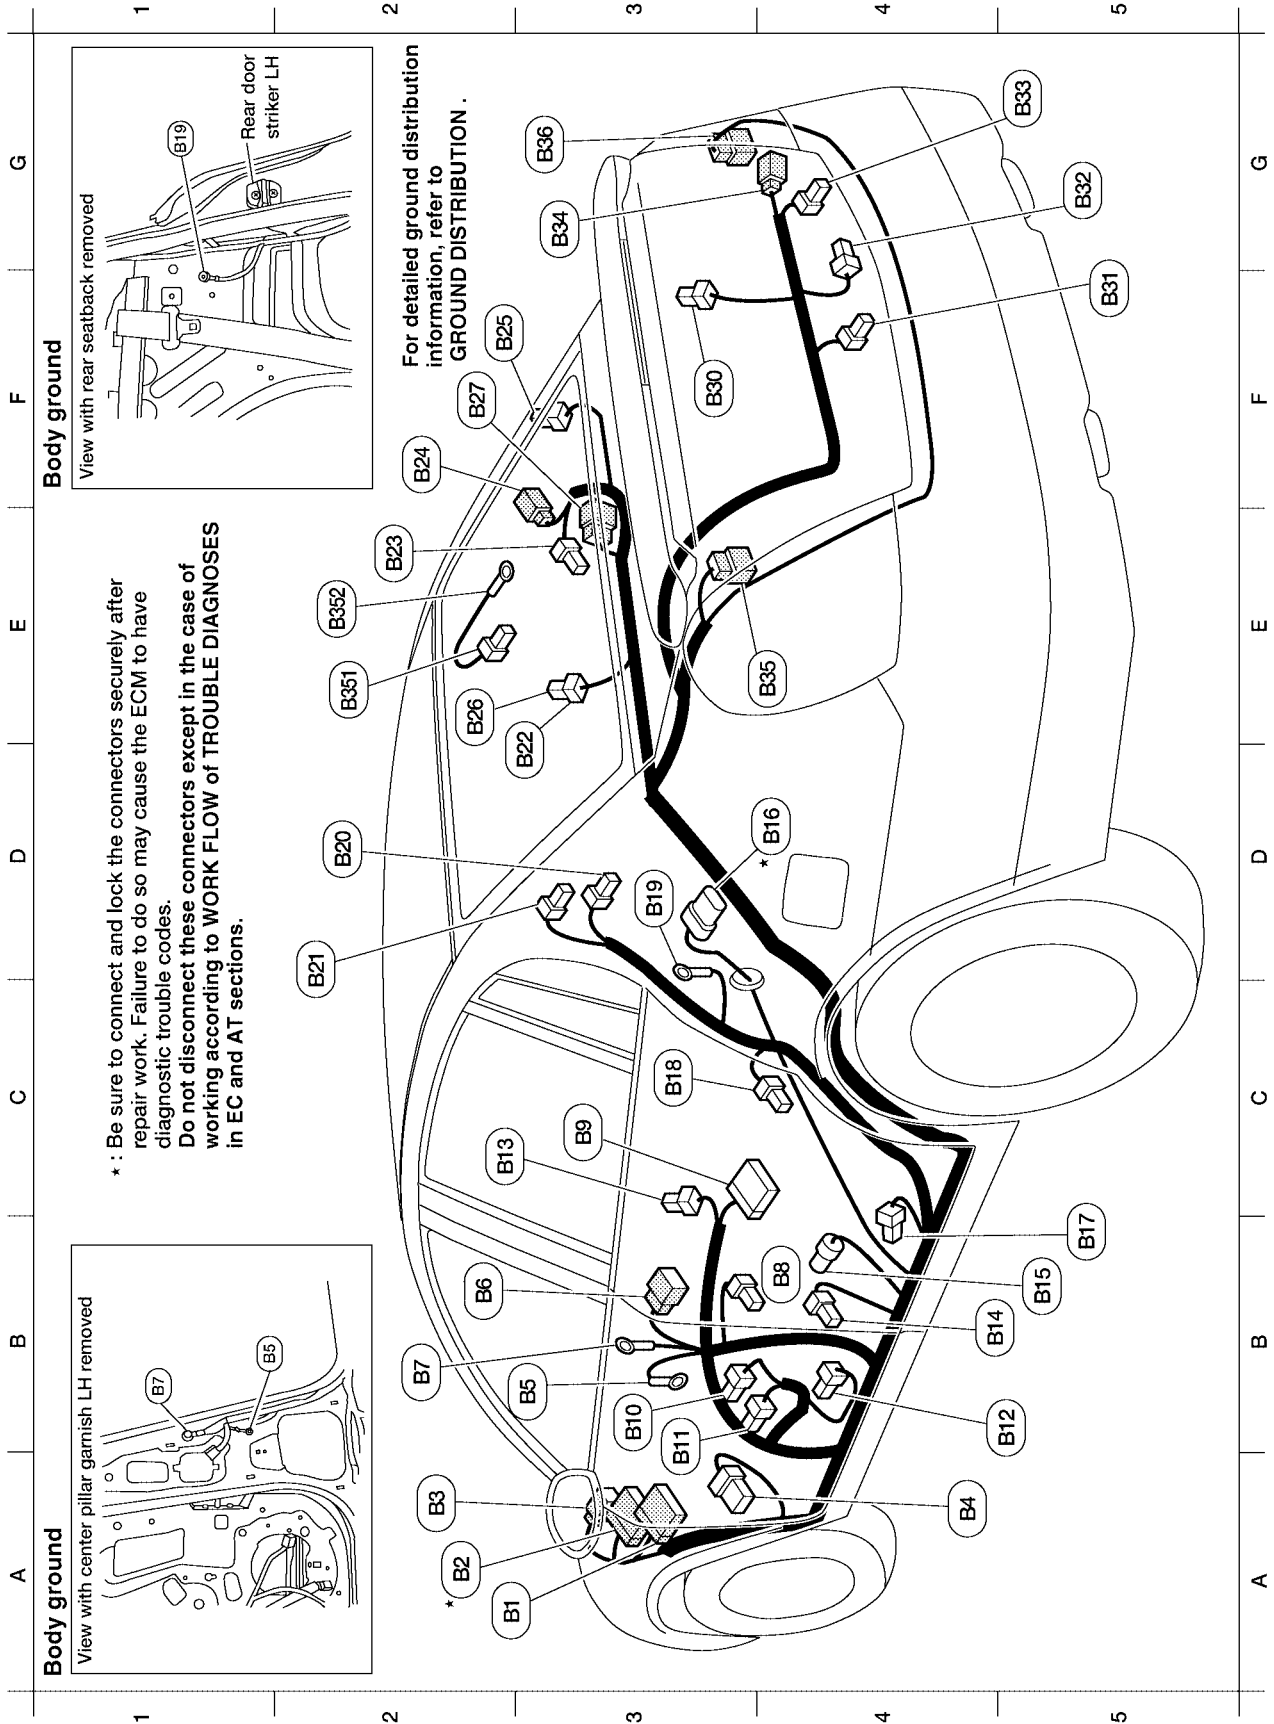 A B C D E F G
1
2
3
4
5
Body ground
View with center pillar garnish LH removed
B7
B5
★ : Be sure to connect and lock the connectors securely after
repair work. Failure to do so may cause the ECM to have
diagnostic trouble codes.
Do not disconnect these connectors except in the case of
working according to WORK FLOW of TROUBLE DIAGNOSES
in EC and AT sections.
Body ground
View with rear seatback removed
B19
Rear door
striker LH
For detailed ground distribution
information, refer to
GROUND DISTRIBUTION .
★ B2
B1
B3
B7
B5
B6
B10
B11
B13
B9
B18
B21
B20
B19
★ B16
B351
B352
B26
B22
B23
B24
B27
B25
B34
B36
B30
B35
B33
B32
B31
B4
B12
B14
B8
B15
B17
A B C D E F G
1
2
3
4
5